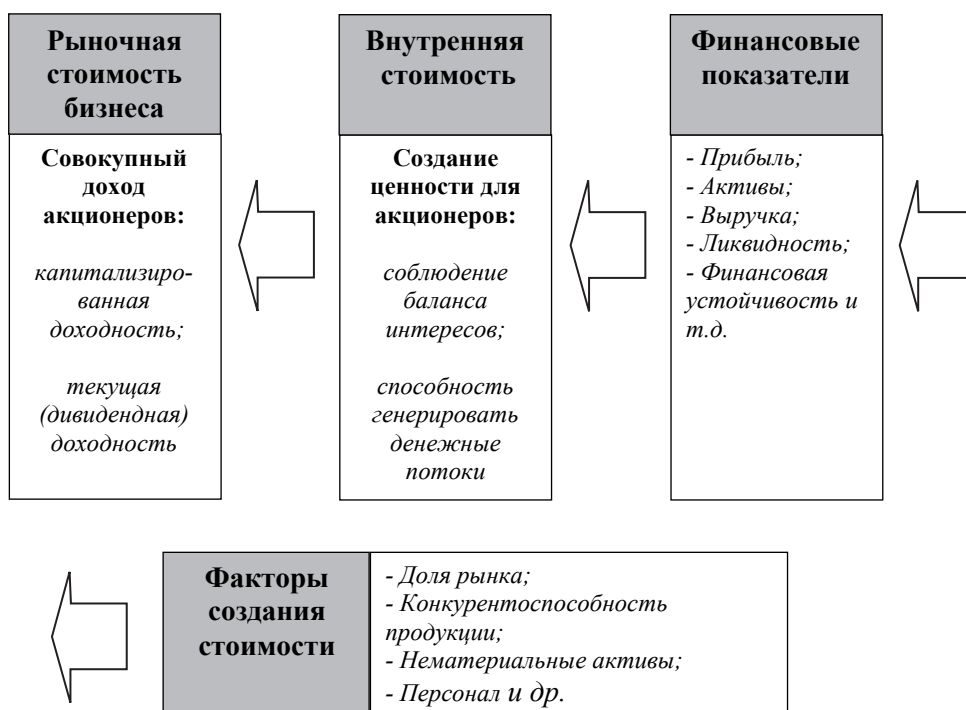 Рыночная
стоимость
бизнеса
Совокупный
доход
акционеров:
капитализиро-
ванная
доходность;
текущая
(дивидендная)
доходность
Внутренняя
стоимость
Создание
ценности для
акционеров:
соблюдение
баланса
интересов;
способность
генерировать
денежные
потоки
Финансовые
показатели
- Прибыль;
- Активы;
- Выручка;
- Ликвидность;
- Финансовая
устойчивость и
т.д.
Факторы
создания
стоимости
- Доля рынка;
- Конкурентоспособность
продукции;
- Нематериальные активы;
- Персонал и др.